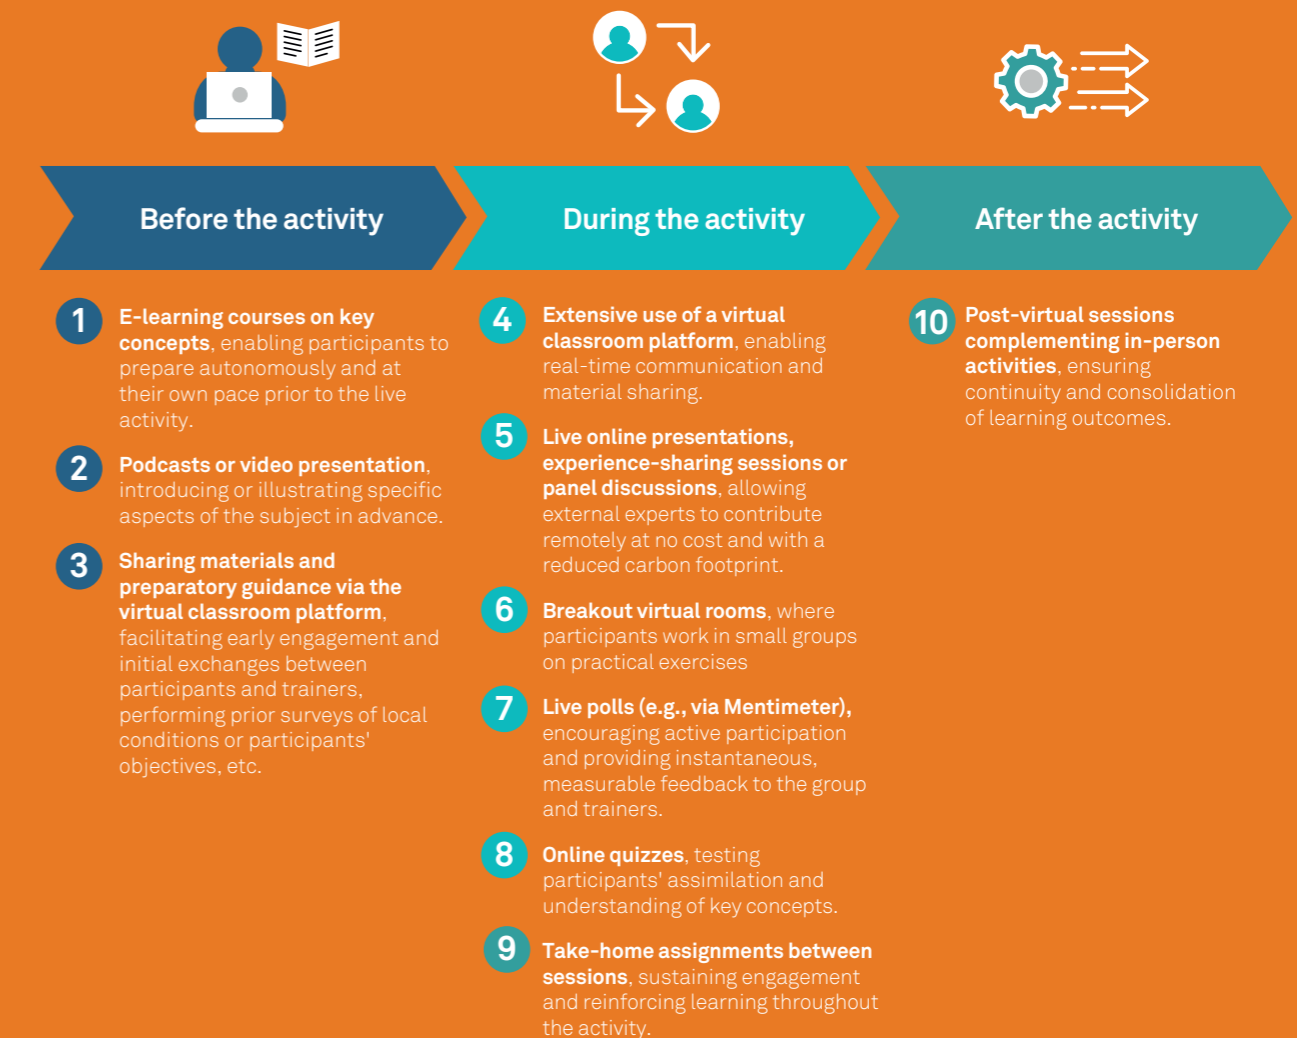 Before the activity
During the activity
After the activity
1
E-learning courses on key
concepts, enabling participants to
prepare autonomously and at
their own pace prior to the live
activity.
2
Podcasts or video presentation,
introducing or illustrating specific
aspects of the subject in advance.
3
Sharing materials and
preparatory guidance via the
virtual classroom platform,
facilitating early engagement and
initial exchanges between
participants and trainers,
performing prior surveys of local
conditions or participants'
objectives, etc.
4
Extensive use of a virtual
classroom platform, enabling
real-time communication and
material sharing.
5
Live online presentations,
experience-sharing sessions or
panel discussions, allowing
external experts to contribute
remotely at no cost and with a
reduced carbon footprint.
6
Breakout virtual rooms, where
participants work in small groups
on practical exercises
7
Live polls (e.g., via Mentimeter),
encouraging active participation
and providing instantaneous,
measurable feedback to the group
and trainers.
8
Online quizzes, testing
participants' assimilation and
understanding of key concepts.
9
Take-home assignments between
sessions, sustaining engagement
and reinforcing learning throughout
the activity.
10
Post-virtual sessions
complementing in-person
activities, ensuring
continuity and consolidation
of learning outcomes.